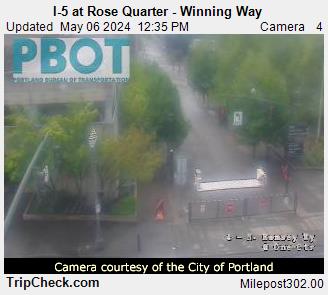 I-5 at Rose Quarter - Winning Way
Updated May 06 2024 12:35 PM Camera 4
PBOT
PORTLAND BUREAU OF TRANSPORTATION
Camera courtesy of the City of Portland
TripCheck.com
Milepost302.00